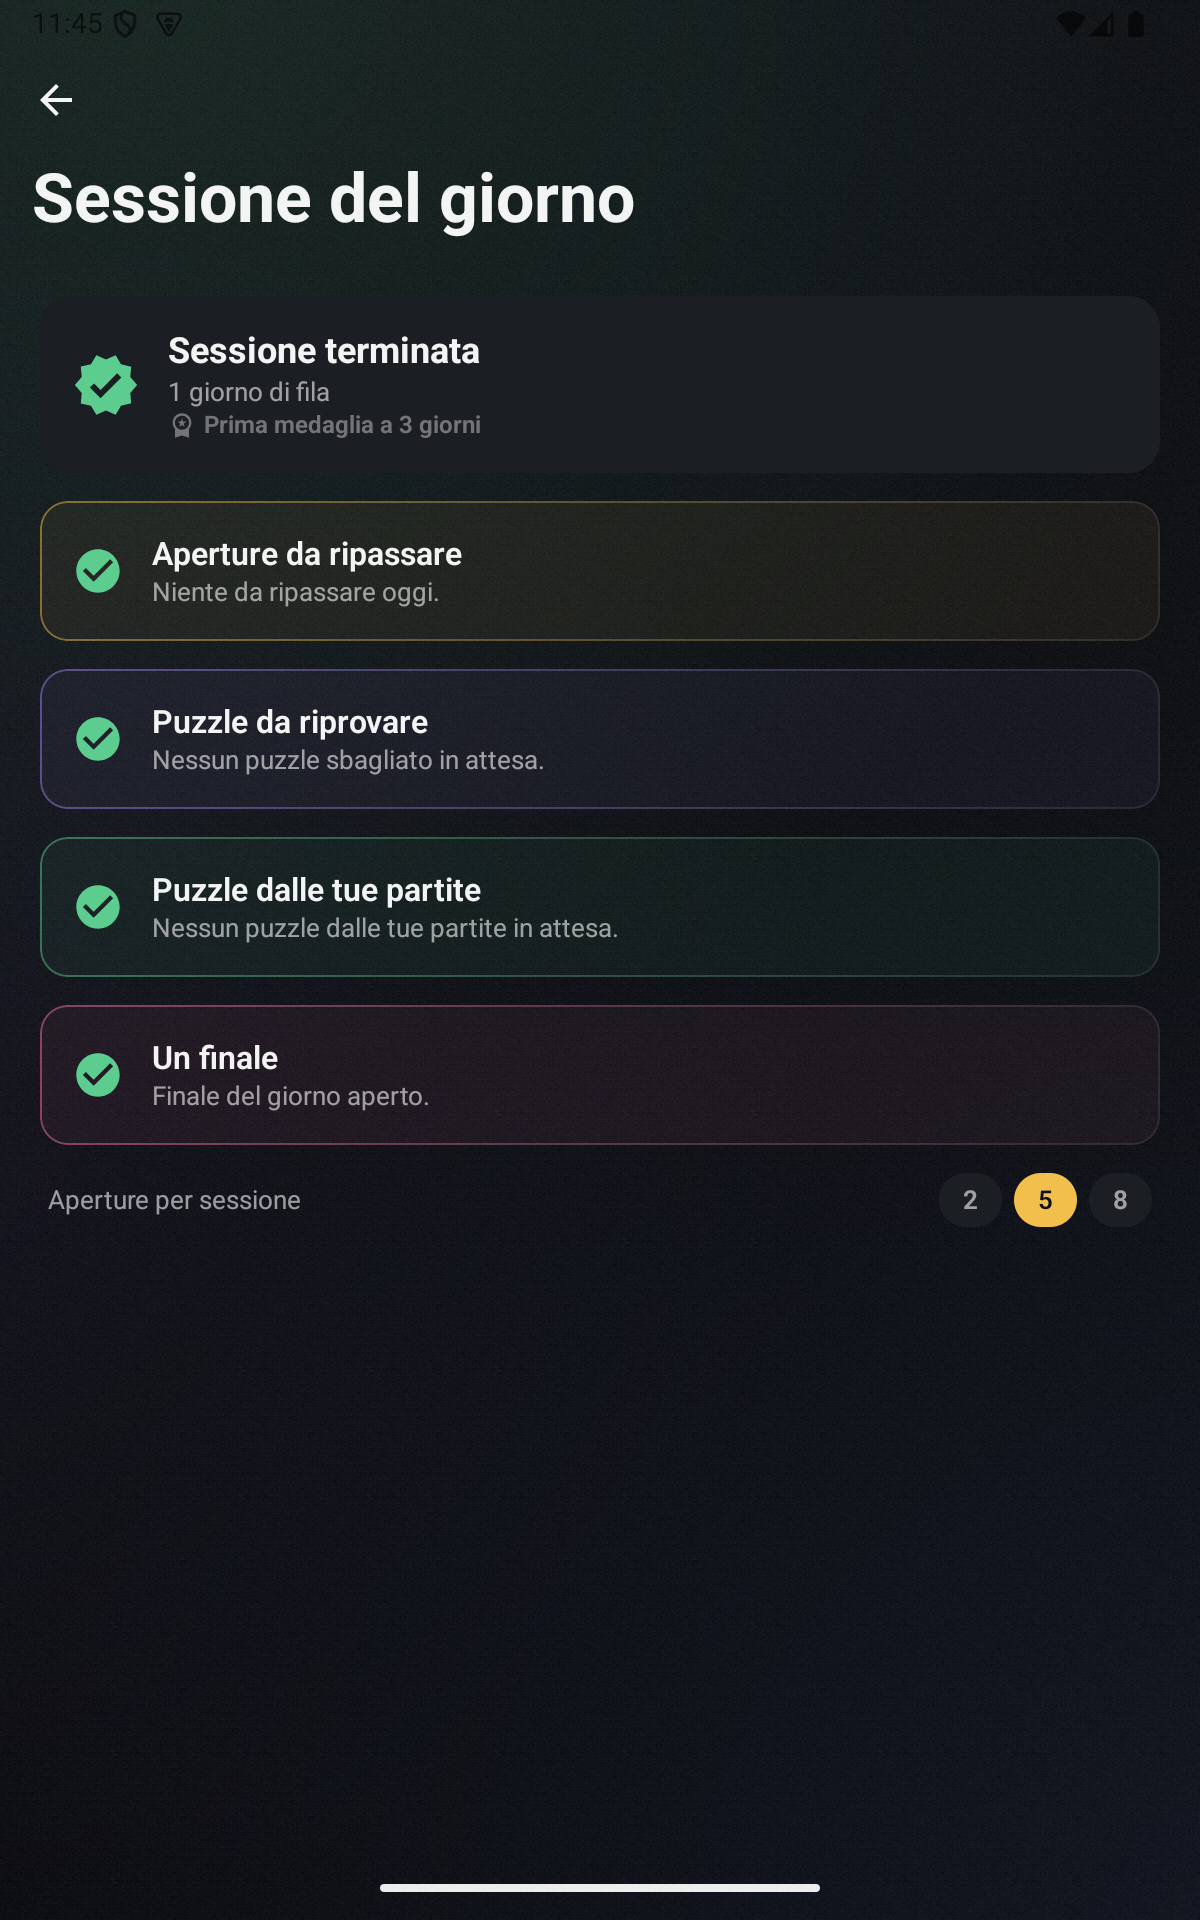 11:45
Sessione del giorno
Sessione terminata
1 giorno di fila
Prima medaglia a 3 giorni
Aperture da ripassare
Niente da ripassare oggi.
Puzzle da riprovare
Nessun puzzle sbagliato in attesa.
Puzzle dalle tue partite
Nessun puzzle dalle tue partite in attesa.
Un finale
Finale del giorno aperto.
Aperture per sessione 2 5 8